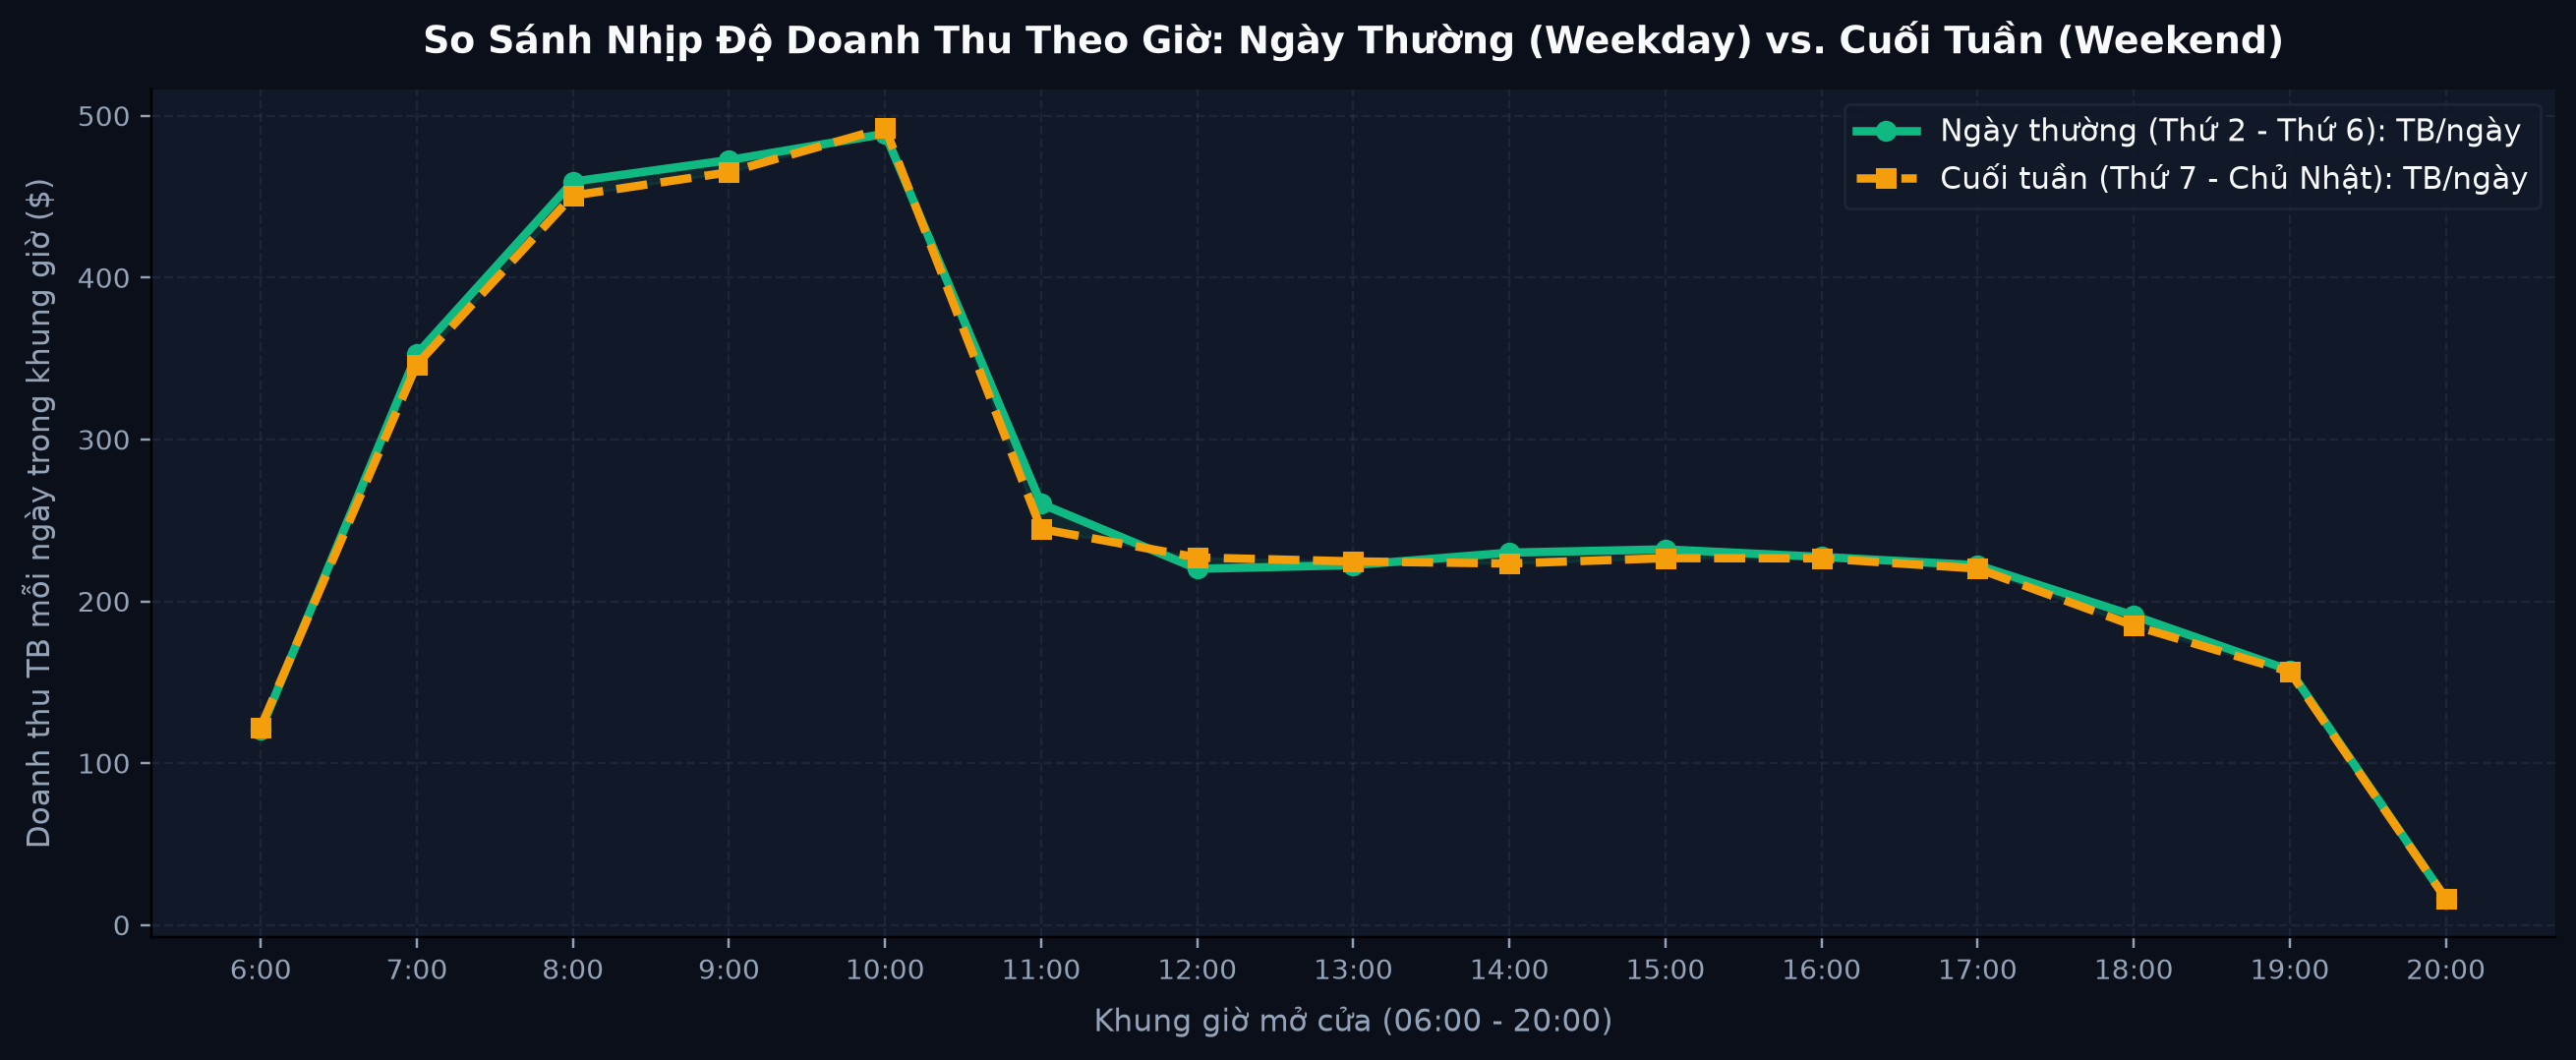 So Sánh Nhịp Độ Doanh Thu Theo Giờ: Ngày Thường (Weekday) vs. Cuối Tuần (Weekend)
Ngày thường (Thứ 2 - Thứ 6): TB/ngày
Cuối tuần (Thứ 7 - Chủ Nhật): TB/ngày
Doanh thu TB mỗi ngày trong khung giờ ($)
500
400
300
200
100
0
6:00 7:00 8:00 9:00 10:00 11:00 12:00 13:00 14:00 15:00 16:00 17:00 18:00 19:00 20:00
Khung giờ mở cửa (06:00 - 20:00)